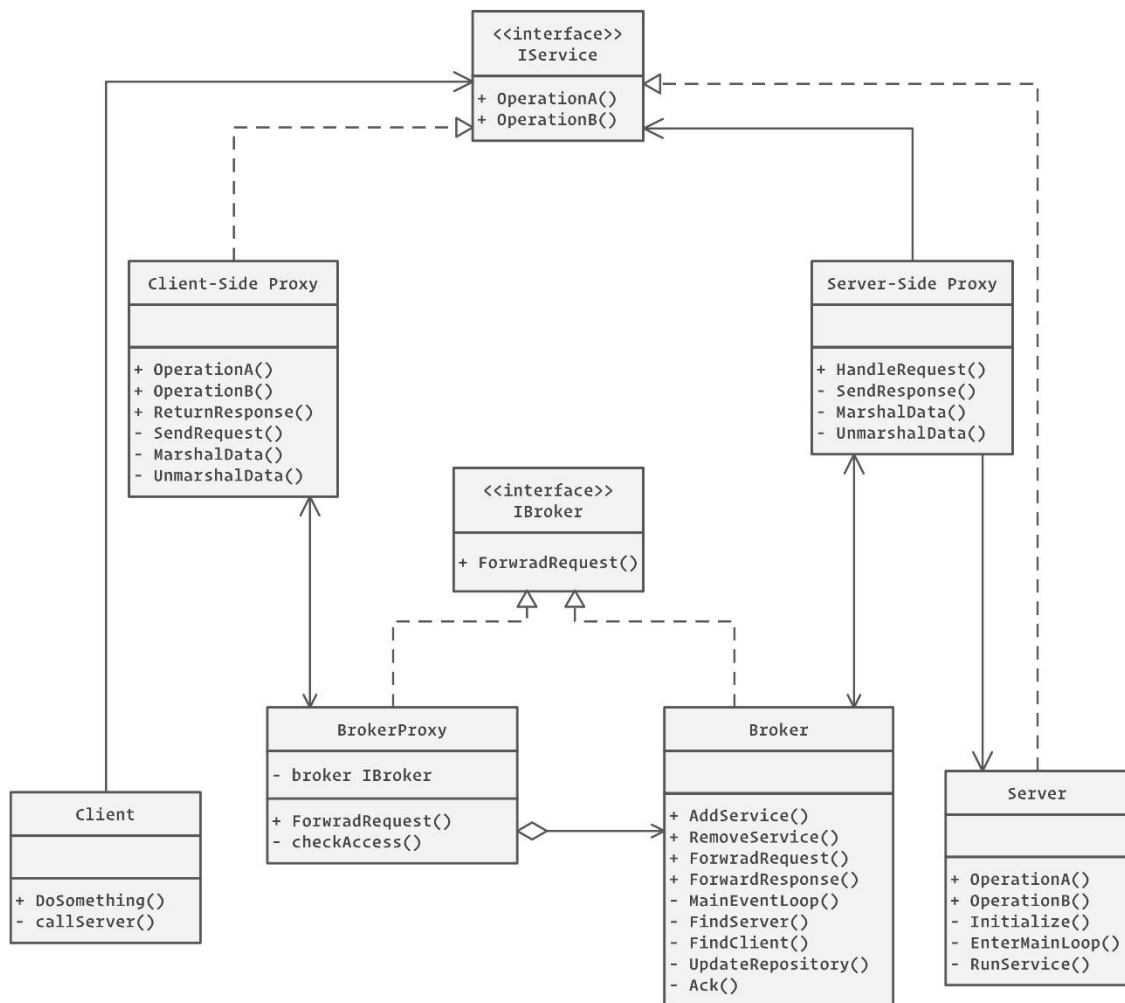 <<interface>>
IService
+ OperationA()
+ OperationB()
Client-Side Proxy
+ OperationA()
+ OperationB()
+ ReturnResponse()
- SendRequest()
- MarshalData()
- UnmarshalData()
Server-Side Proxy
+ HandleRequest()
- SendResponse()
- MarshalData()
- UnmarshalData()
<<interface>>
IBroker
+ ForwradRequest()
BrokerProxy
- broker IBroker
+ ForwradRequest()
- checkAccess()
Broker
+ AddService()
+ RemoveService()
+ ForwradRequest()
+ ForwardResponse()
- MainEventLoop()
- FindServer()
- FindClient()
- UpdateRepository()
- Ack()
Client
+ DoSomething()
- callServer()
Server
+ OperationA()
+ OperationB()
- Initialize()
- EnterMainLoop()
- RunService()